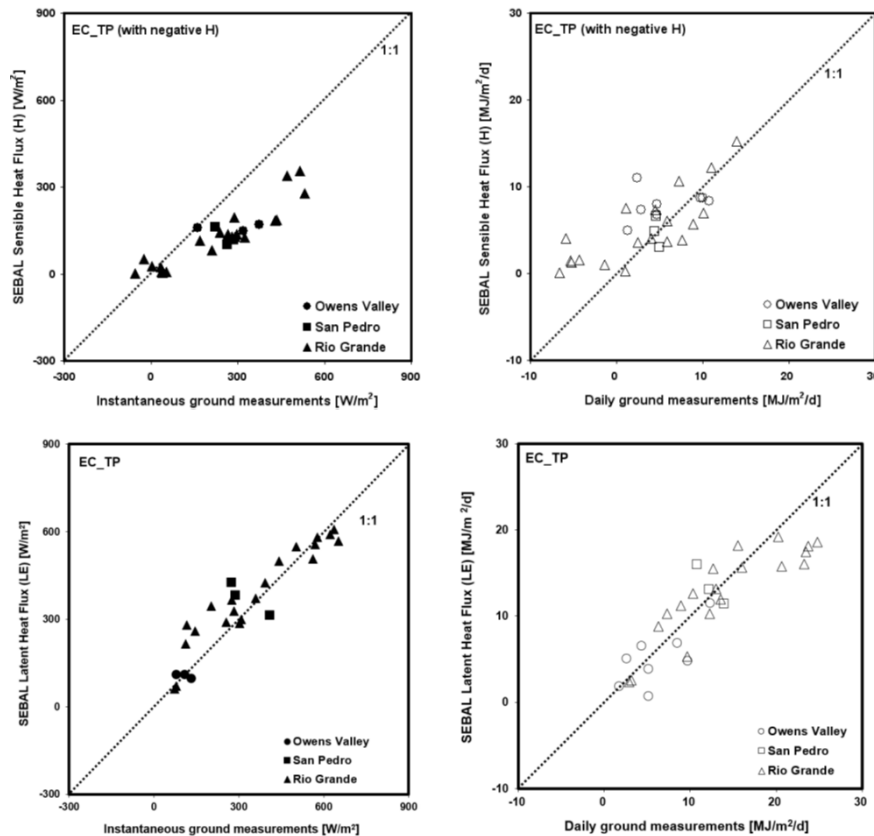 EC_TP (with negative H)
1:1
SEBAL Sensible Heat Flux (H) [W/m²]
900
600
300
0
-300
Owens Valley
San Pedro
Rio Grande
-300 0 300 600 900
Instantaneous ground measurements [W/m²]
EC_TP (with negative H)
1:1
SEBAL Sensible Heat Flux (H) [MJ/m²/d]
30
20
10
0
-10
Owens Valley
San Pedro
Rio Grande
-10 0 10 20 30
Daily ground measurements [MJ/m²/d]
EC_TP
1:1
SEBAL Latent Heat Flux (LE) [W/m²]
900
600
300
0
-300
Owens Valley
San Pedro
Rio Grande
-300 0 300 600 900
Instantaneous ground measurements [W/m²]
EC_TP
1:1
SEBAL Latent Heat Flux (LE) [MJ/m²/d]
30
20
10
0
-10
Owens Valley
San Pedro
Rio Grande
-10 0 10 20 30
Daily ground measurements [MJ/m²/d]